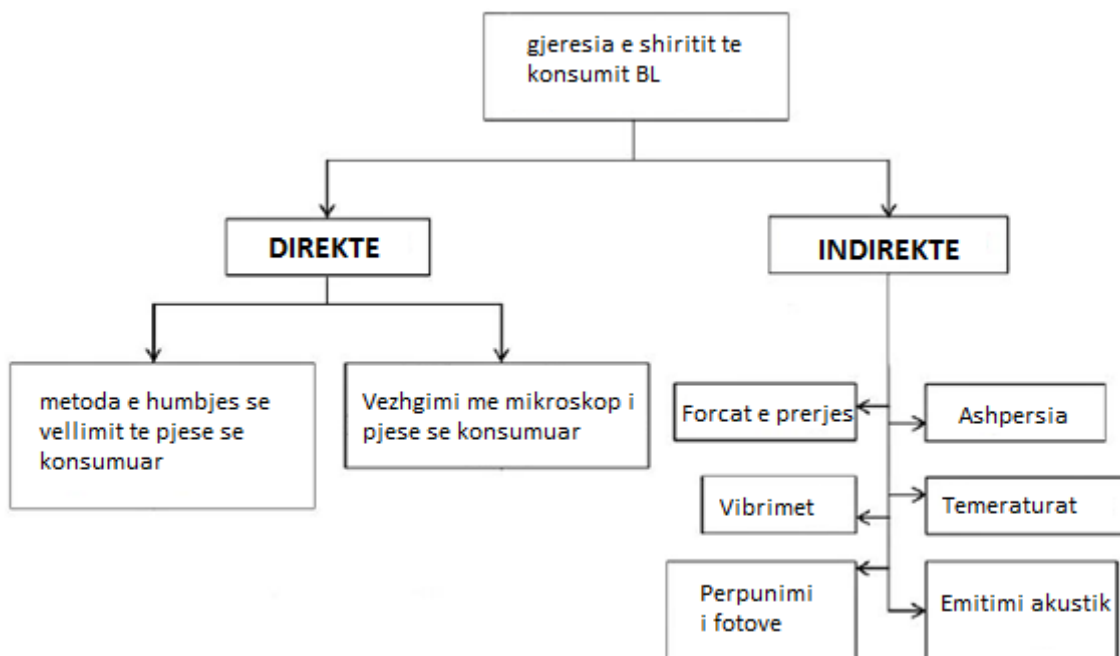 gjeresia e shiritit te
konsumit BL
DIREKTE
INDIREKTE
metoda e humbjes se
vellimit te pjese se
konsumuar
Vezhgimi me mikroskop i
pjese se konsumuar
Forcat e prerjes
Ashpersia
Vibrimet
Temeraturat
Perpunimi
i fotove
Emitimi akustik